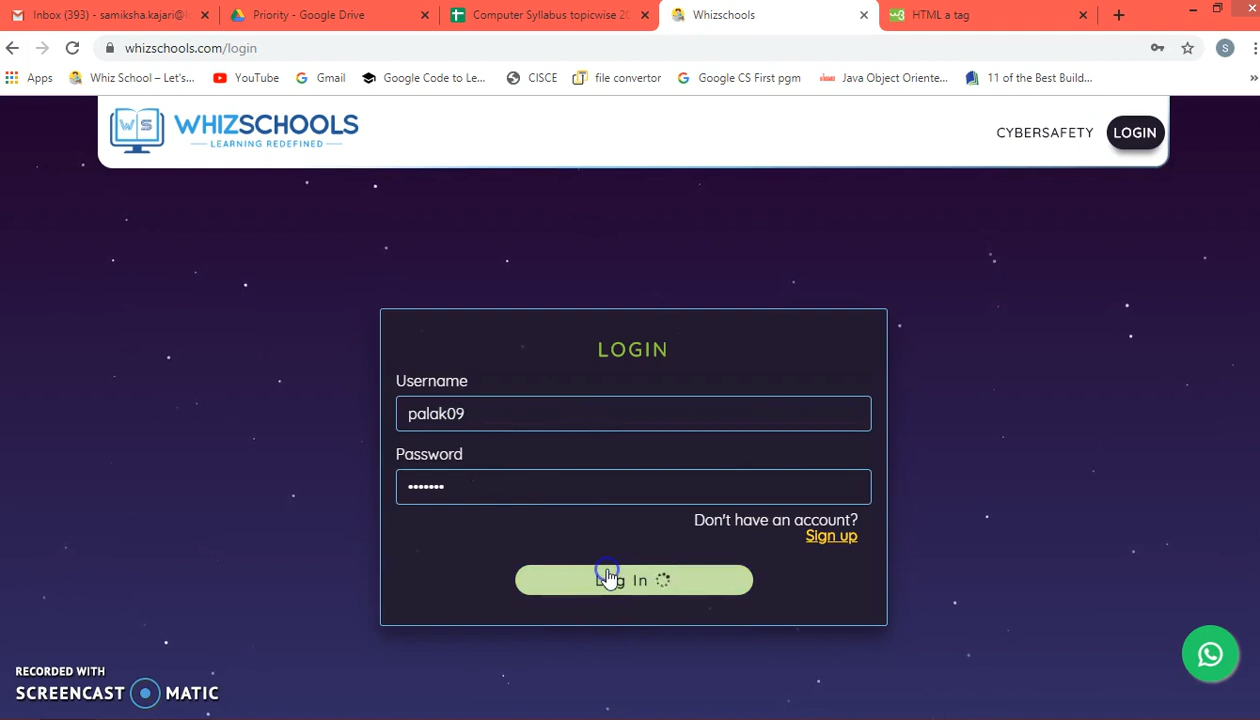 Inbox (393) - samiksha.kajari@
Priority - Google Drive
Computer Syllabus topicwise 20
Whizschools
HTML a tag
whizschools.com/login
S
Apps
Whiz School – Let's...
YouTube
Gmail
Google Code to Le...
CISCE
file convertor
Google CS First pgm
Java Object Oriente...
11 of the Best Build...
WS
WHIZSCHOOLS
LEARNING REDEFINED
CYBERSAFETY
LOGIN
LOGIN
Username
palak09
Password
•••••••
Don't have an account?
Sign up
Log In
RECORDED WITH
SCREENCAST MATIC